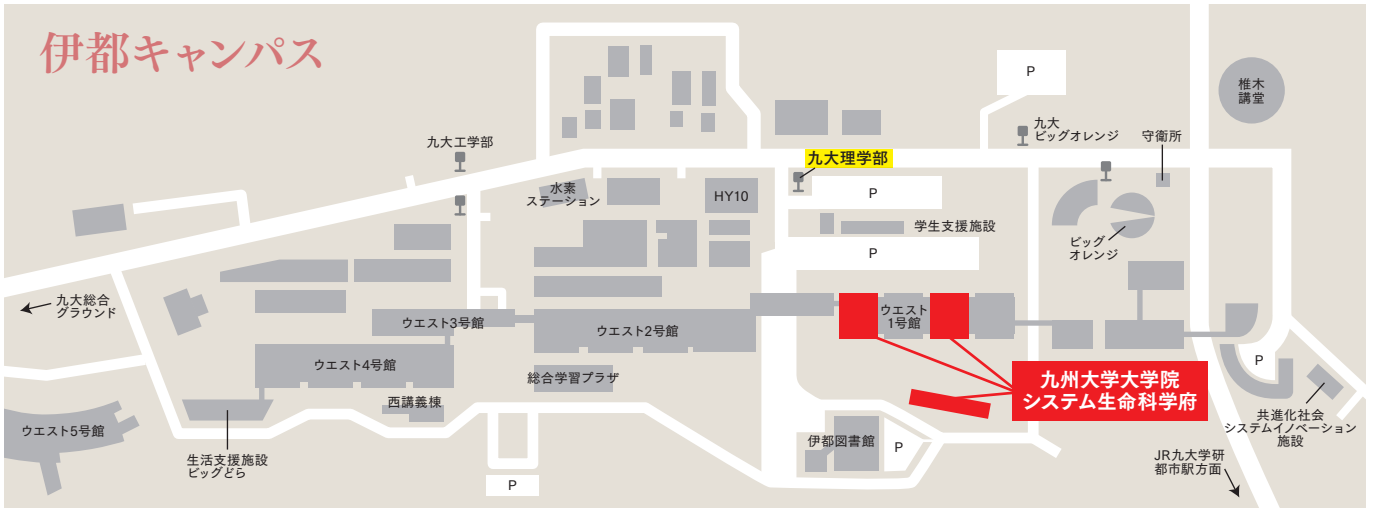 伊都キャンパス
P
椎木
講堂
九大
ビッグオレンジ
守衛所
九大工学部
九大理学部
水素
ステーション
HY10
P
学生支援施設
ビッグ
オレンジ
P
九大総合
グラウンド
ウエスト3号館
ウエスト2号館
ウエスト
1号館
ウエスト4号館
総合学習プラザ
九州大学大学院
システム生命科学府
P
西講義棟
ウエスト5号館
伊都図書館
P
共進化社会
システムイノベーション
施設
生活支援施設
ビッグどら
P
JR九大学研
都市駅方面